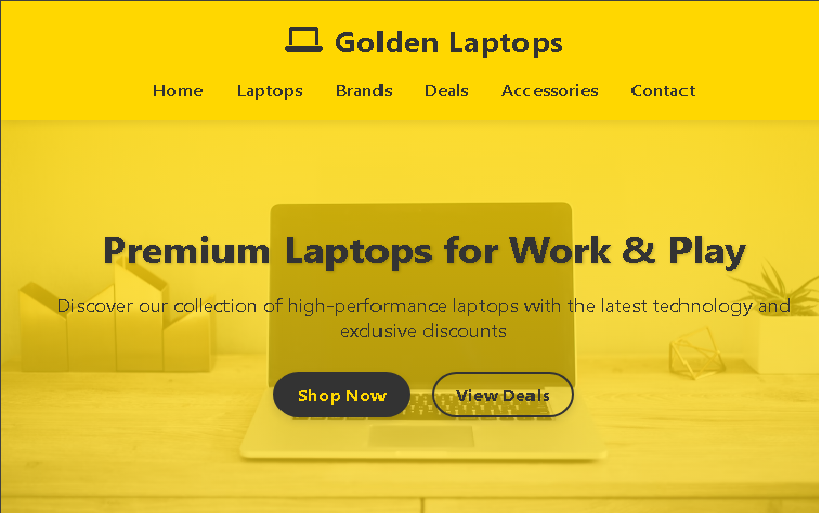 Golden Laptops
Home Laptops Brands Deals Accessories Contact
Premium Laptops for Work & Play
Discover our collection of high-performance laptops with the latest technology and
exclusive discounts
Shop Now View Deals